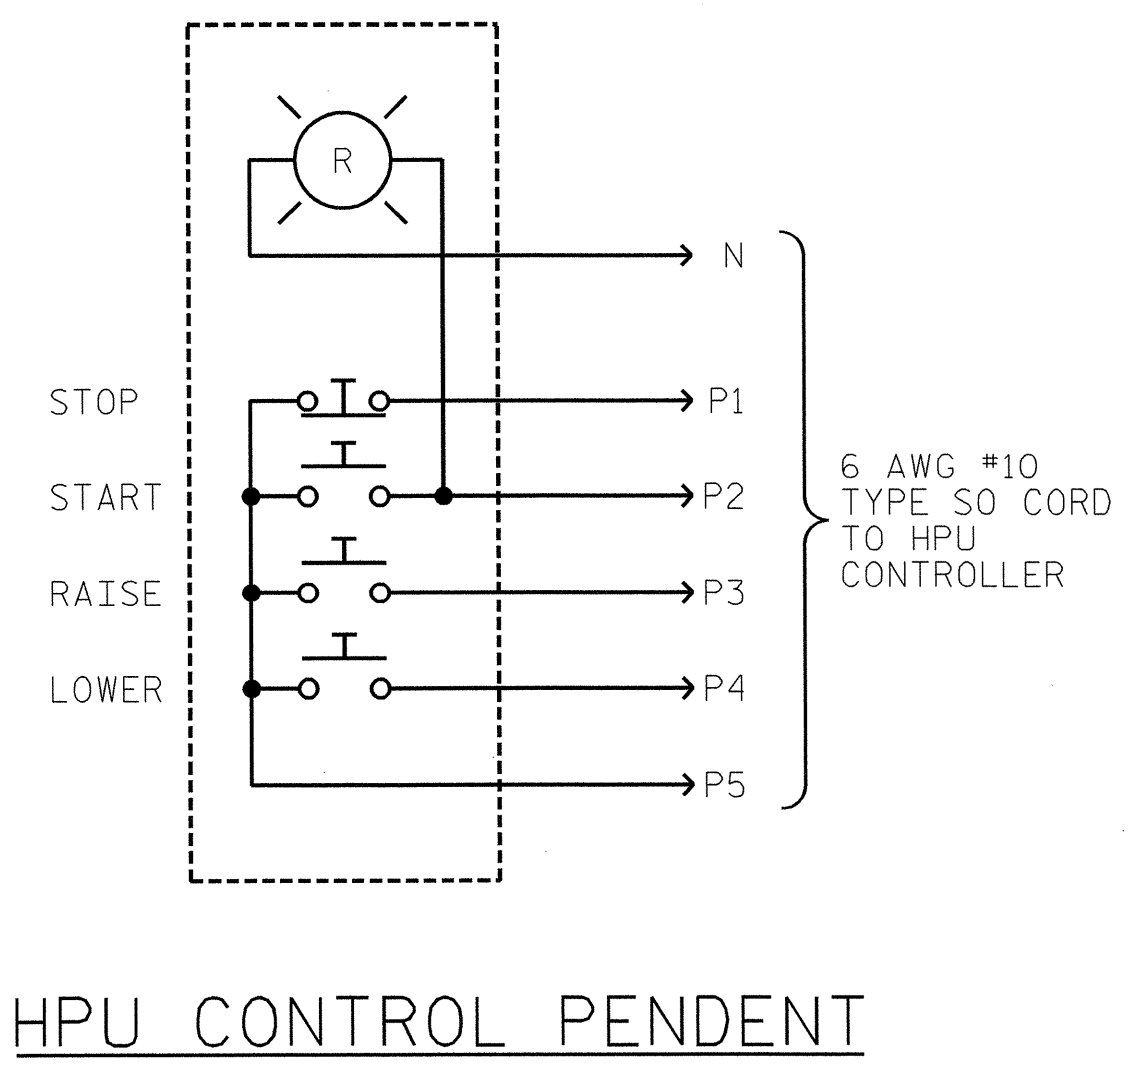 R
N
STOP
P1
START
P2
RAISE
P3
LOWER
P4
P5
6 AWG #10
TYPE SO CORD
TO HPU
CONTROLLER
HPU CONTROL PENDENT